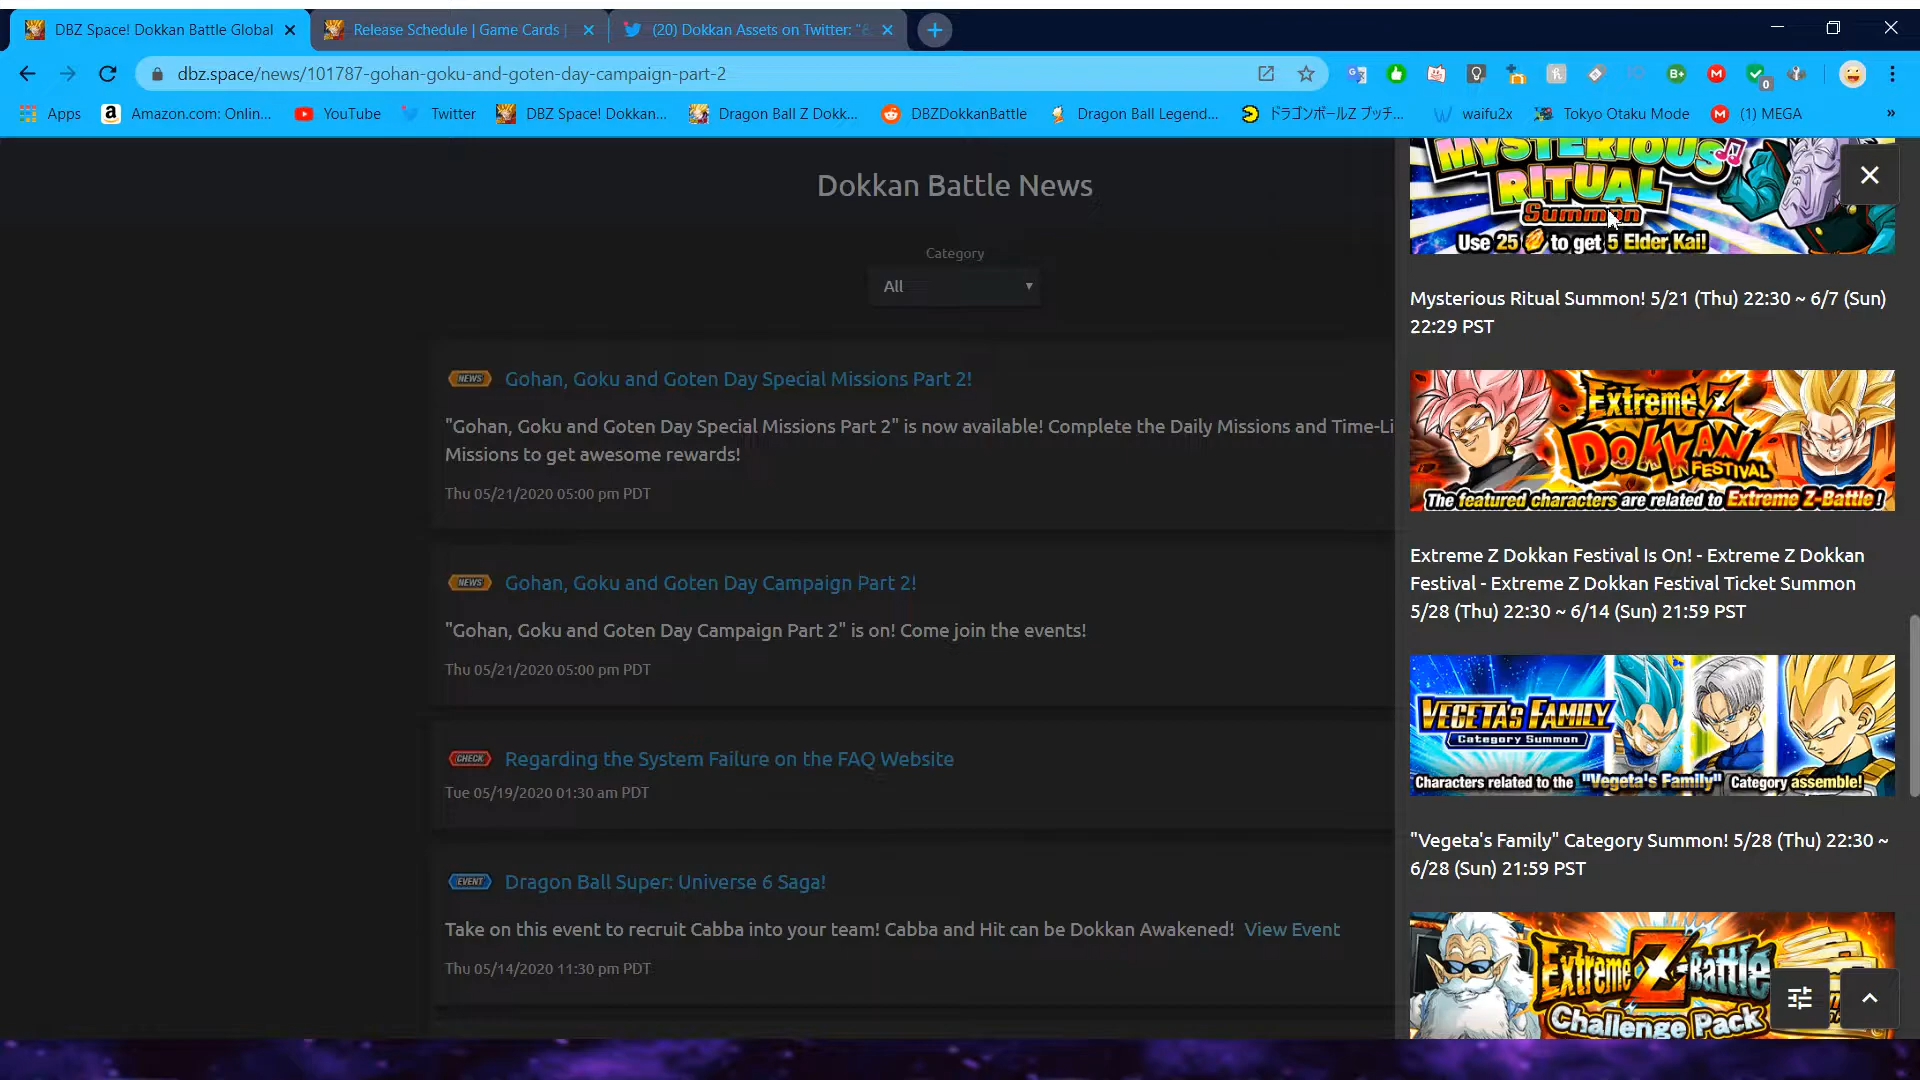 DBZ Space! Dokkan Battle Global
Release Schedule | Game Cards |
(20) Dokkan Assets on Twitter: "
dbz.space/news/101787-gohan-goku-and-goten-day-campaign-part-2
Apps
Amazon.com: Onlin...
YouTube
Twitter
DBZ Space! Dokkan...
Dragon Ball Z Dokk...
DBZDokkanBattle
Dragon Ball Legend...
ドラゴンボールZ ブッチ...
waifu2x
Tokyo Otaku Mode
(1) MEGA
»
Dokkan Battle News
Category
All
NEWS Gohan, Goku and Goten Day Special Missions Part 2!
"Gohan, Goku and Goten Day Special Missions Part 2" is now available! Complete the Daily Missions and Time-Li
Missions to get awesome rewards!
Thu 05/21/2020 05:00 pm PDT
NEWS Gohan, Goku and Goten Day Campaign Part 2!
"Gohan, Goku and Goten Day Campaign Part 2" is on! Come join the events!
Thu 05/21/2020 05:00 pm PDT
CHECK Regarding the System Failure on the FAQ Website
Tue 05/19/2020 01:30 am PDT
EVENT Dragon Ball Super: Universe 6 Saga!
Take on this event to recruit Cabba into your team! Cabba and Hit can be Dokkan Awakened! View Event
Thu 05/14/2020 11:30 pm PDT
MYSTERIOUS
RITUAL
Summon
Use 25 to get 5 Elder Kai!
Mysterious Ritual Summon! 5/21 (Thu) 22:30 ~ 6/7 (Sun)
22:29 PST
Extreme Z
DOKKAN
FESTIVAL
The featured characters are related to Extreme Z-Battle!
Extreme Z Dokkan Festival Is On! - Extreme Z Dokkan
Festival - Extreme Z Dokkan Festival Ticket Summon
5/28 (Thu) 22:30 ~ 6/14 (Sun) 21:59 PST
VEGETA'S FAMILY
Category Summon
Characters related to the "Vegeta's Family" Category assemble!
"Vegeta's Family" Category Summon! 5/28 (Thu) 22:30 ~
6/28 (Sun) 21:59 PST
Extreme Z-Battle
Challenge Pack